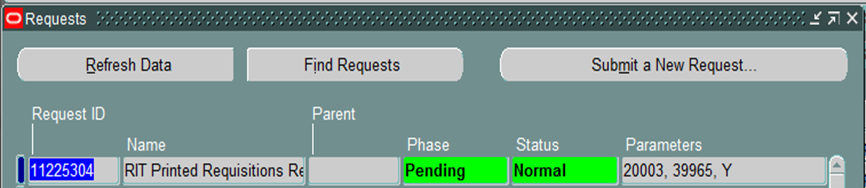 Requests
Refresh Data Find Requests Submit a New Request...
Request ID Parent
Name Phase Status Parameters
11225304 RIT Printed Requisitions Re Pending Normal 20003, 39965, Y